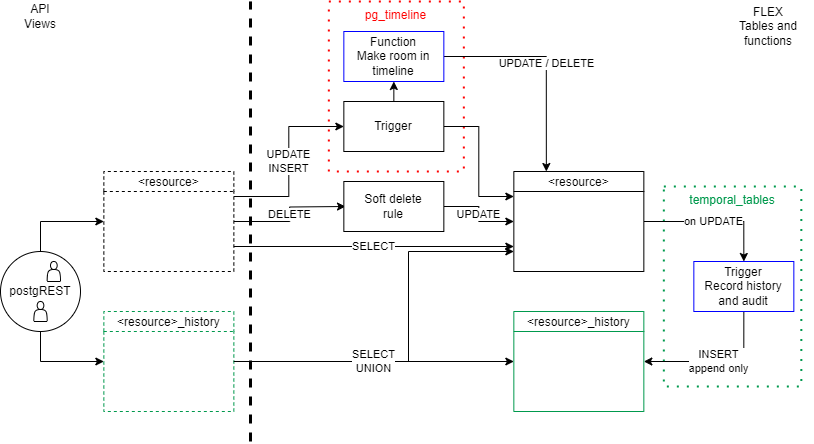 API
Views
pg_timeline
FLEX
Tables and
functions
Function
Make room in
timeline
UPDATE / DELETE
Trigger
UPDATE
INSERT
<resource>
Soft delete
rule
DELETE
UPDATE
SELECT
<resource>
temporal_tables
on UPDATE
Trigger
Record history
and audit
postgREST
<resource>_history
SELECT
UNION
<resource>_history
INSERT
append only